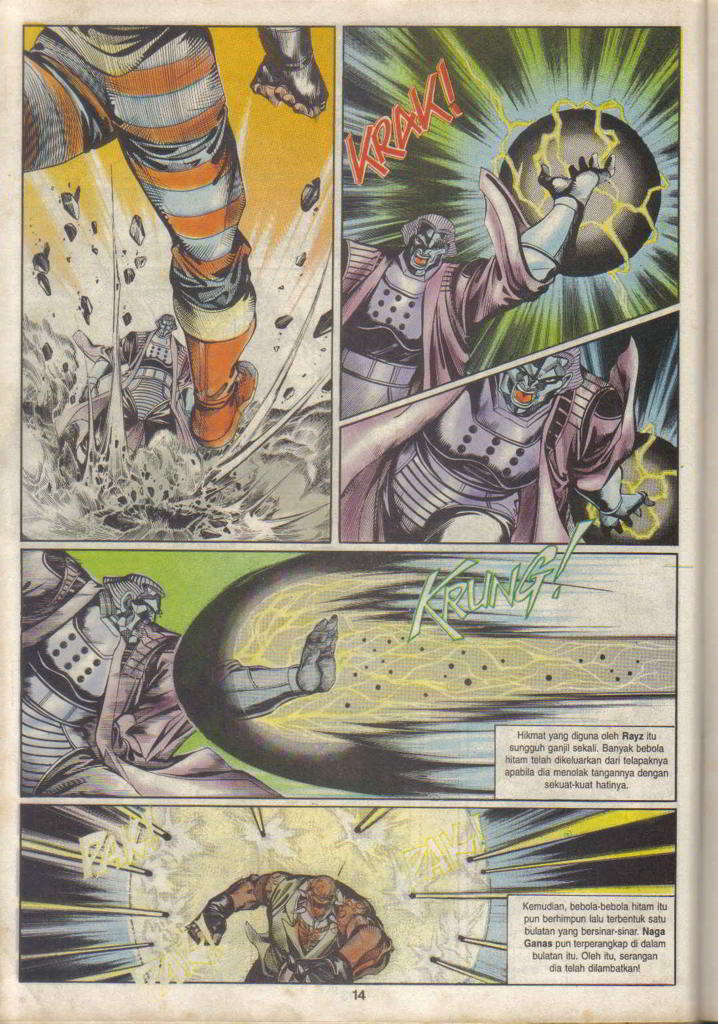 KRAK!
KRUNG!
Hikmat yang diguna oleh Rayz itu
sungguh ganjil sekali. Banyak bebola
hitam telah dikeluarkan dari telapaknya
apabila dia menolak tangannya dengan
sekuat-kuat hatinya.
PAK!
PAK!
PAK!
Kemudian, bebola-bebola hitam itu
pun berhimpun lalu terbentuk satu
bulatan yang bersinar-sinar. Naga
Ganas pun terperangkap di dalam
bulatan itu. Oleh itu, serangan
dia telah dilambatkan!
14